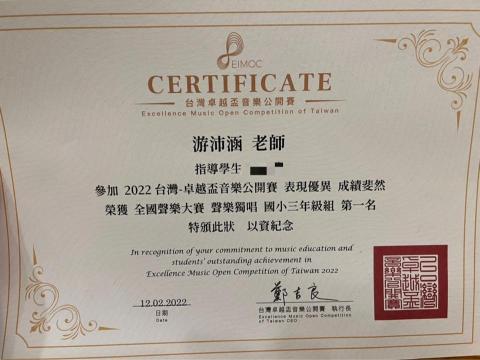 EIMOC
CERTIFICATE
台灣卓越盃音樂公開賽
Excellence Music Open Competition of Taiwan
游沛涵 老師
指導學生
參加 2022 台灣-卓越盃音樂公開賽 表現優異 成績斐然
榮獲 全國聲樂大賽 聲樂獨唱 國小三年級組 第一名
特頒此狀 以資紀念
In recognition of your commitment to music education and
students' outstanding achievement in
Excellence Music Open Competition of Taiwan 2022
12.02.2022
日期
Date
台灣卓越盃音樂公開賽 執行長
Excellence Music Open Competition
of Taiwan CEO